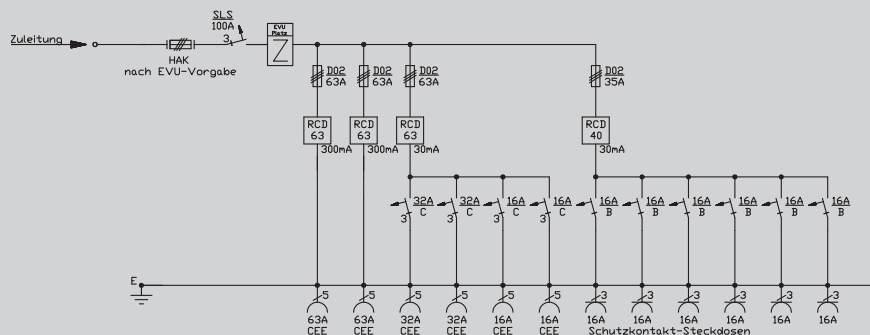 SLS
100A
EVU
Platz
Zuleitung
3
Z
HAK
nach EVU-Vorgabe
D02 D02 D02 D02
63A 63A 63A 35A
RCD RCD RCD RCD
63 63 63 40
300mA 300mA 30mA 30mA
32A 32A 16A 16A 16A 16A 16A 16A 16A 16A
C C C C B B B B B B
3 3 3 3
E
5 5 5 5 5 5 3 3 3 3 3 3
63A 63A 32A 32A 16A 16A 16A 16A 16A 16A 16A 16A
CEE CEE CEE CEE CEE CEE Schutzkontakt-Steckdosen